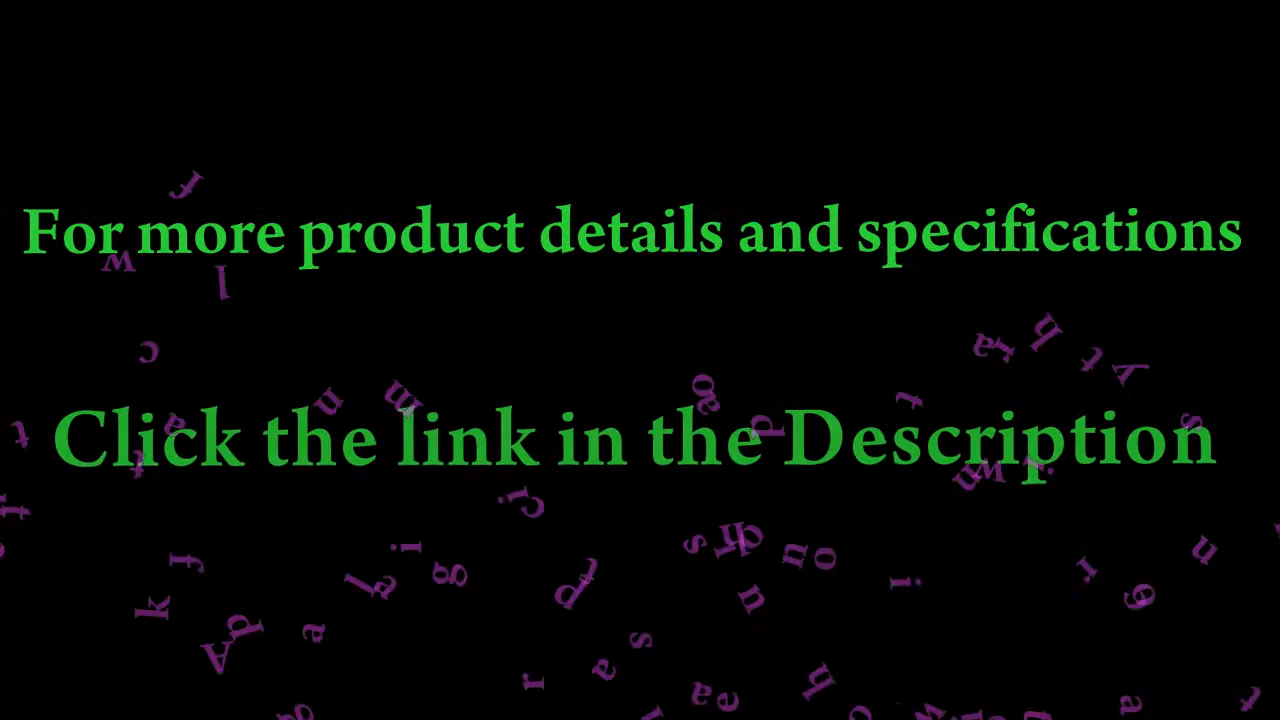 For more product details and specifications
Click the link in the Description